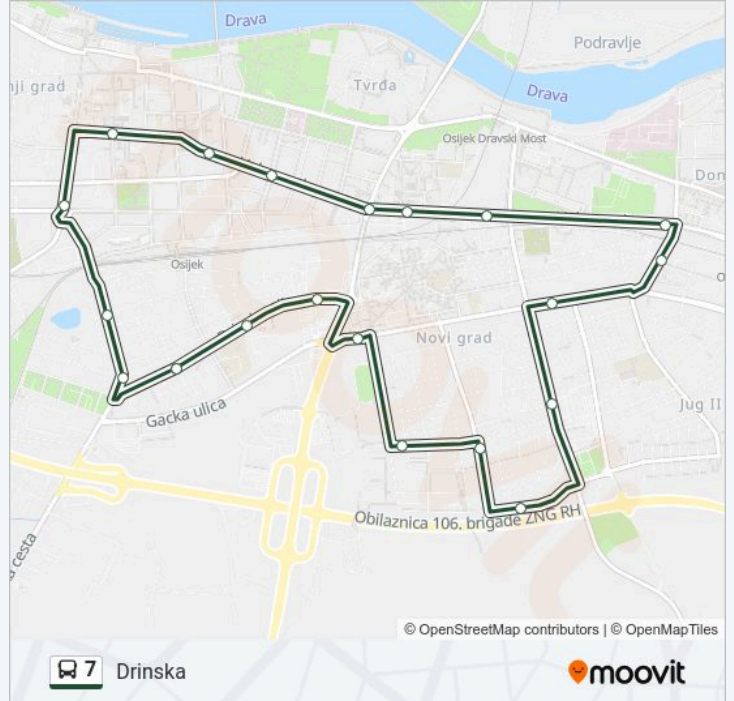 Drava
Podravlje
nji grad
Tvrđa
Drava
Osijek Dravski Most
Don
Osijek
O
Novi grad
Gacka ulica
Jug II
Obilaznica 106. brigade ZNG RH
a cesta
© OpenStreetMap contributors | © OpenMapTiles
7 Drinska
moovit